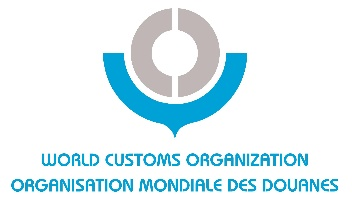 WORLD CUSTOMS ORGANIZATION
ORGANISATION MONDIALE DES DOUANES